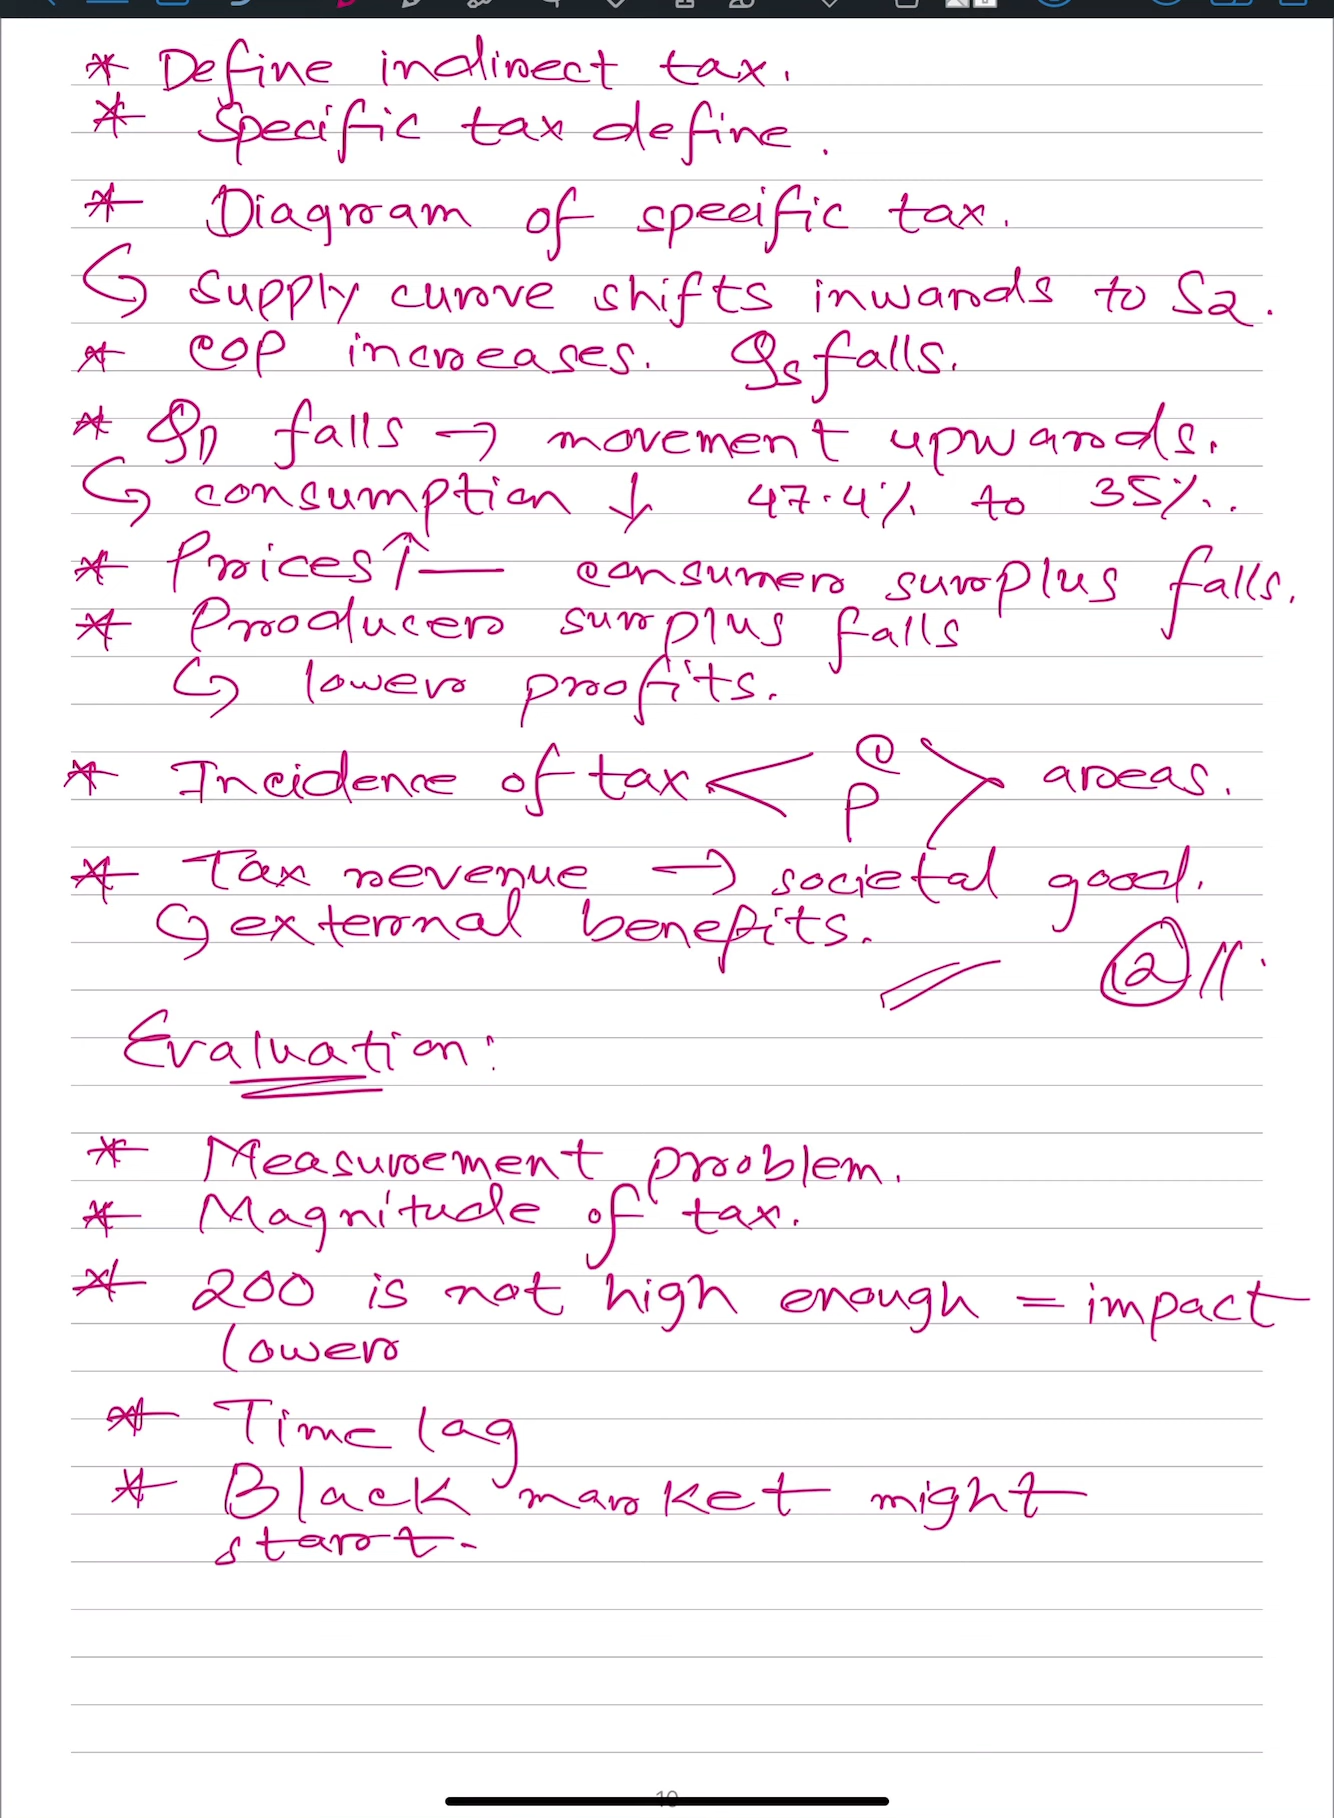 * Define indirect tax.
* Specific tax define.
* Diagram of specific tax.
↪ supply curve shifts inwards to S2.
* COP increases. Qs falls.
* QD falls → movement upwards.
↪ consumption ↓ 47.4% to 35%.
* Prices↑— consumer surplus falls.
* Producer surplus falls
↪ lower profits.
* Incidence of tax < C P > areas.
* Tax revenue → societal good.
↪ external benefits.
(2)//.
Evaluation:
* Measurement problem.
* Magnitude of tax.
* 200 is not high enough = impact
lower
* Time lag
* Black market might
start.
10